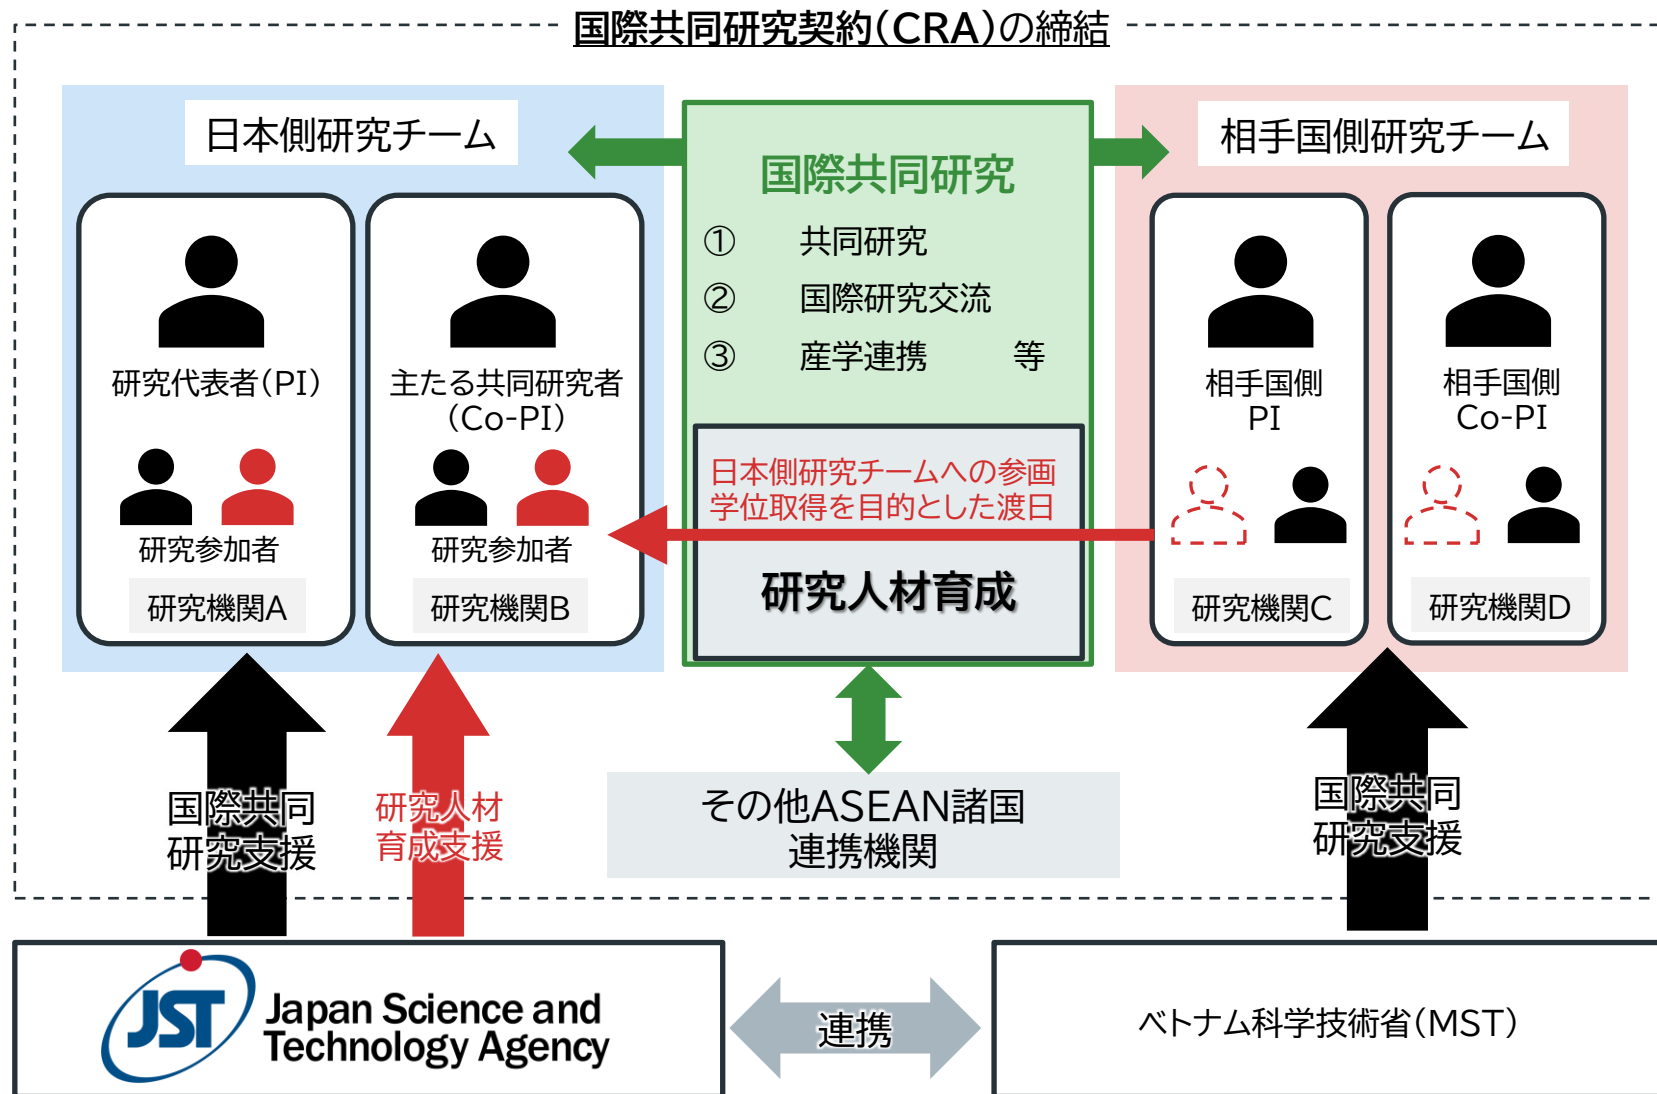 国際共同研究契約(CRA)の締結
日本側研究チーム
研究代表者(PI)
研究参加者
研究機関A
主たる共同研究者
(Co-PI)
研究参加者
研究機関B
国際共同研究
① 共同研究
② 国際研究交流
③ 産学連携 等
日本側研究チームへの参画
学位取得を目的とした渡日
研究人材育成
相手国側研究チーム
相手国側
PI
研究機関C
相手国側
Co-PI
研究機関D
国際共同
研究支援
研究人材
育成支援
その他ASEAN諸国
連携機関
国際共同
研究支援
JST
Japan Science and
Technology Agency
連携
ベトナム科学技術省(MST)